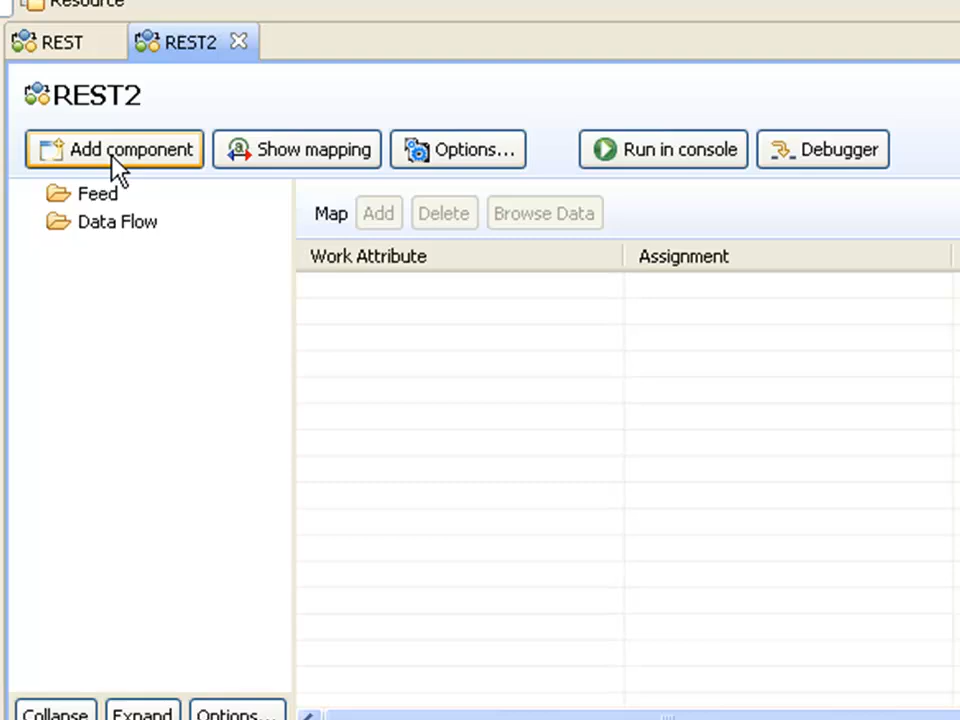 Resource
REST REST2
REST2
Add component Show mapping Options... Run in console Debugger
Feed
Data Flow
Map Add Delete Browse Data
Work Attribute Assignment
Collapse Expand Options...